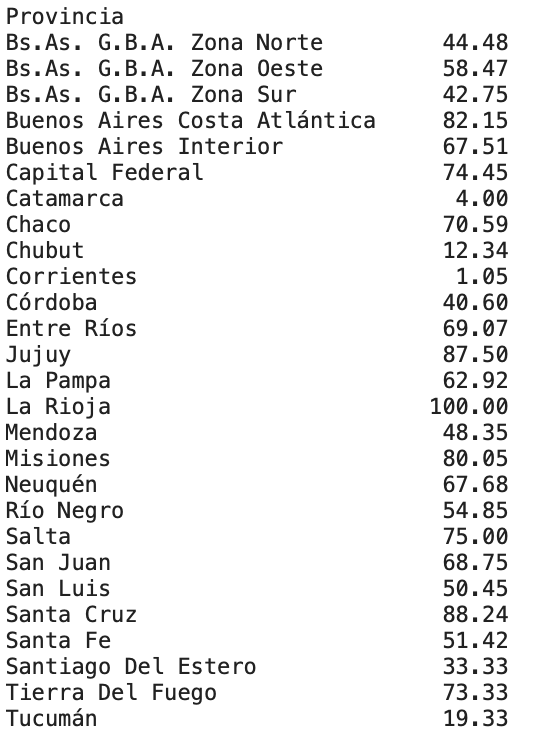 Provincia
Bs.As. G.B.A. Zona Norte 44.48
Bs.As. G.B.A. Zona Oeste 58.47
Bs.As. G.B.A. Zona Sur 42.75
Buenos Aires Costa Atlántica 82.15
Buenos Aires Interior 67.51
Capital Federal 74.45
Catamarca 4.00
Chaco 70.59
Chubut 12.34
Corrientes 1.05
Córdoba 40.60
Entre Ríos 69.07
Jujuy 87.50
La Pampa 62.92
La Rioja 100.00
Mendoza 48.35
Misiones 80.05
Neuquén 67.68
Río Negro 54.85
Salta 75.00
San Juan 68.75
San Luis 50.45
Santa Cruz 88.24
Santa Fe 51.42
Santiago Del Estero 33.33
Tierra Del Fuego 73.33
Tucumán 19.33